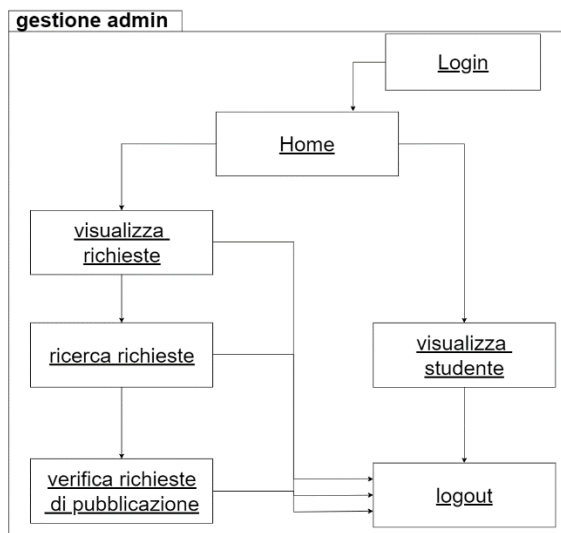 gestione admin
Login
Home
visualizza
richieste
ricerca richieste
visualizza
studente
verifica richieste
di pubblicazione
logout